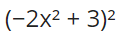 (−2x² + 3)²